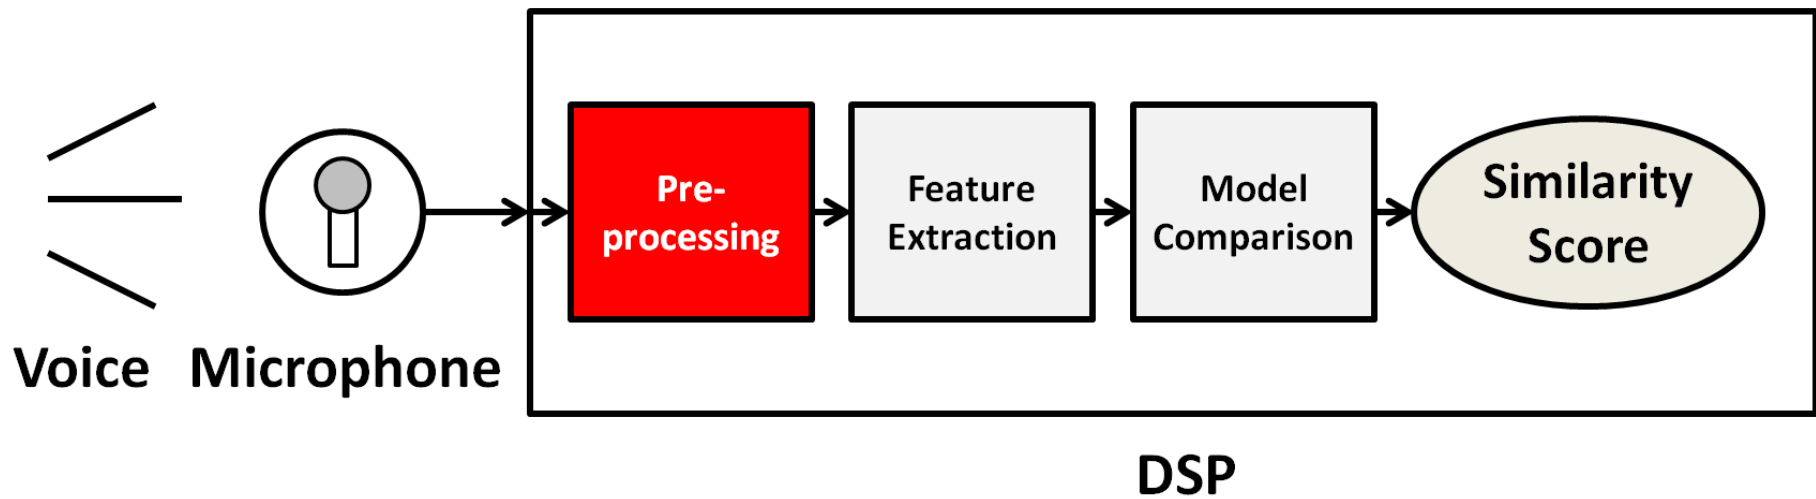 Pre-
processing
Feature
Extraction
Model
Comparison
Similarity
Score
Voice
Microphone
DSP